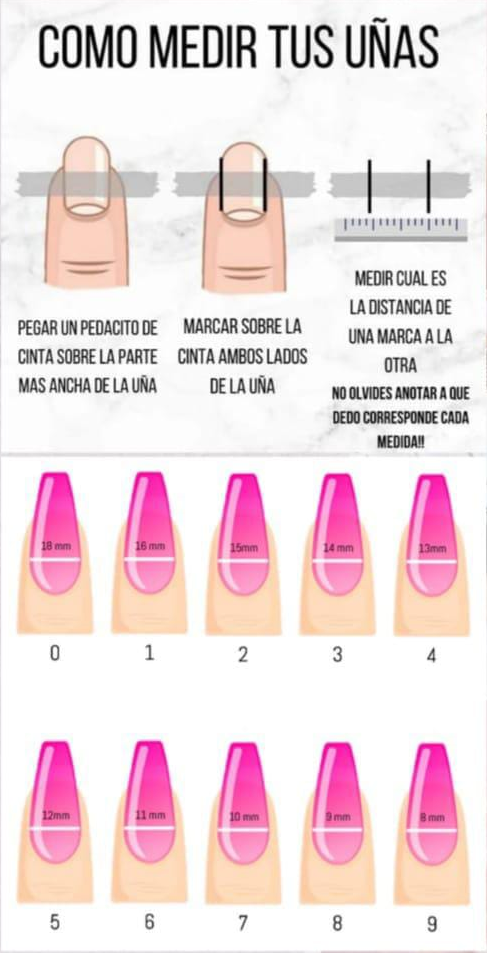 COMO MEDIR TUS UÑAS
PEGAR UN PEDACITO DE
CINTA SOBRE LA PARTE
MAS ANCHA DE LA UÑA
MARCAR SOBRE LA
CINTA AMBOS LADOS
DE LA UÑA
MEDIR CUAL ES
LA DISTANCIA DE
UNA MARCA A LA
OTRA
NO OLVIDES ANOTAR A QUE
DEDO CORRESPONDE CADA
MEDIDA!!
18 mm 16 mm 15mm 14 mm 13mm
0 1 2 3 4
12mm 11 mm 10 mm 9 mm 8 mm
5 6 7 8 9